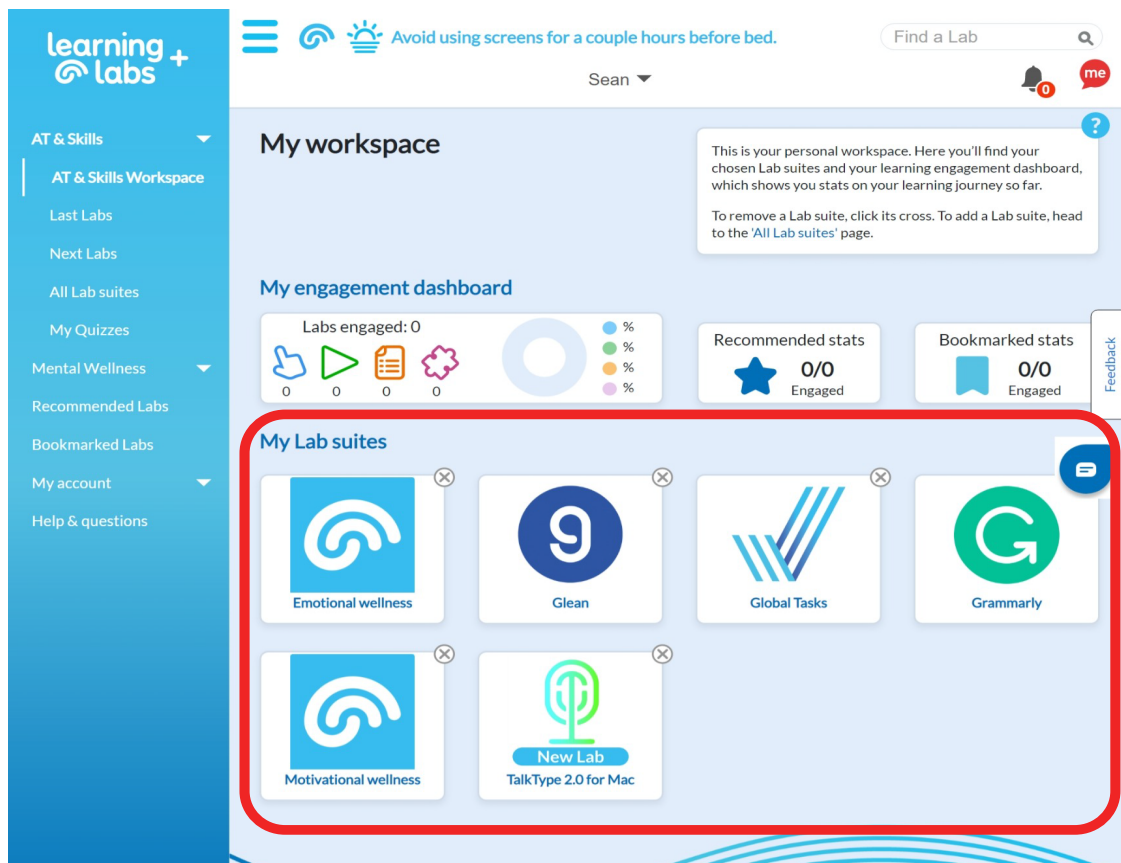 learning +
labs
Avoid using screens for a couple hours before bed.
Find a Lab
Sean
0
me
AT & Skills
AT & Skills Workspace
Last Labs
Next Labs
All Lab suites
My Quizzes
Mental Wellness
Recommended Labs
Bookmarked Labs
My account
Help & questions
My workspace
?
This is your personal workspace. Here you'll find your
chosen Lab suites and your learning engagement dashboard,
which shows you stats on your learning journey so far.
To remove a Lab suite, click its cross. To add a Lab suite, head
to the 'All Lab suites' page.
My engagement dashboard
Labs engaged: 0
0 0 0 0
%
%
%
%
Recommended stats
0/0
Engaged
Bookmarked stats
0/0
Engaged
Feedback
My Lab suites
Emotional wellness
g
Glean
Global Tasks
G
Grammarly
Motivational wellness
New Lab
TalkType 2.0 for Mac